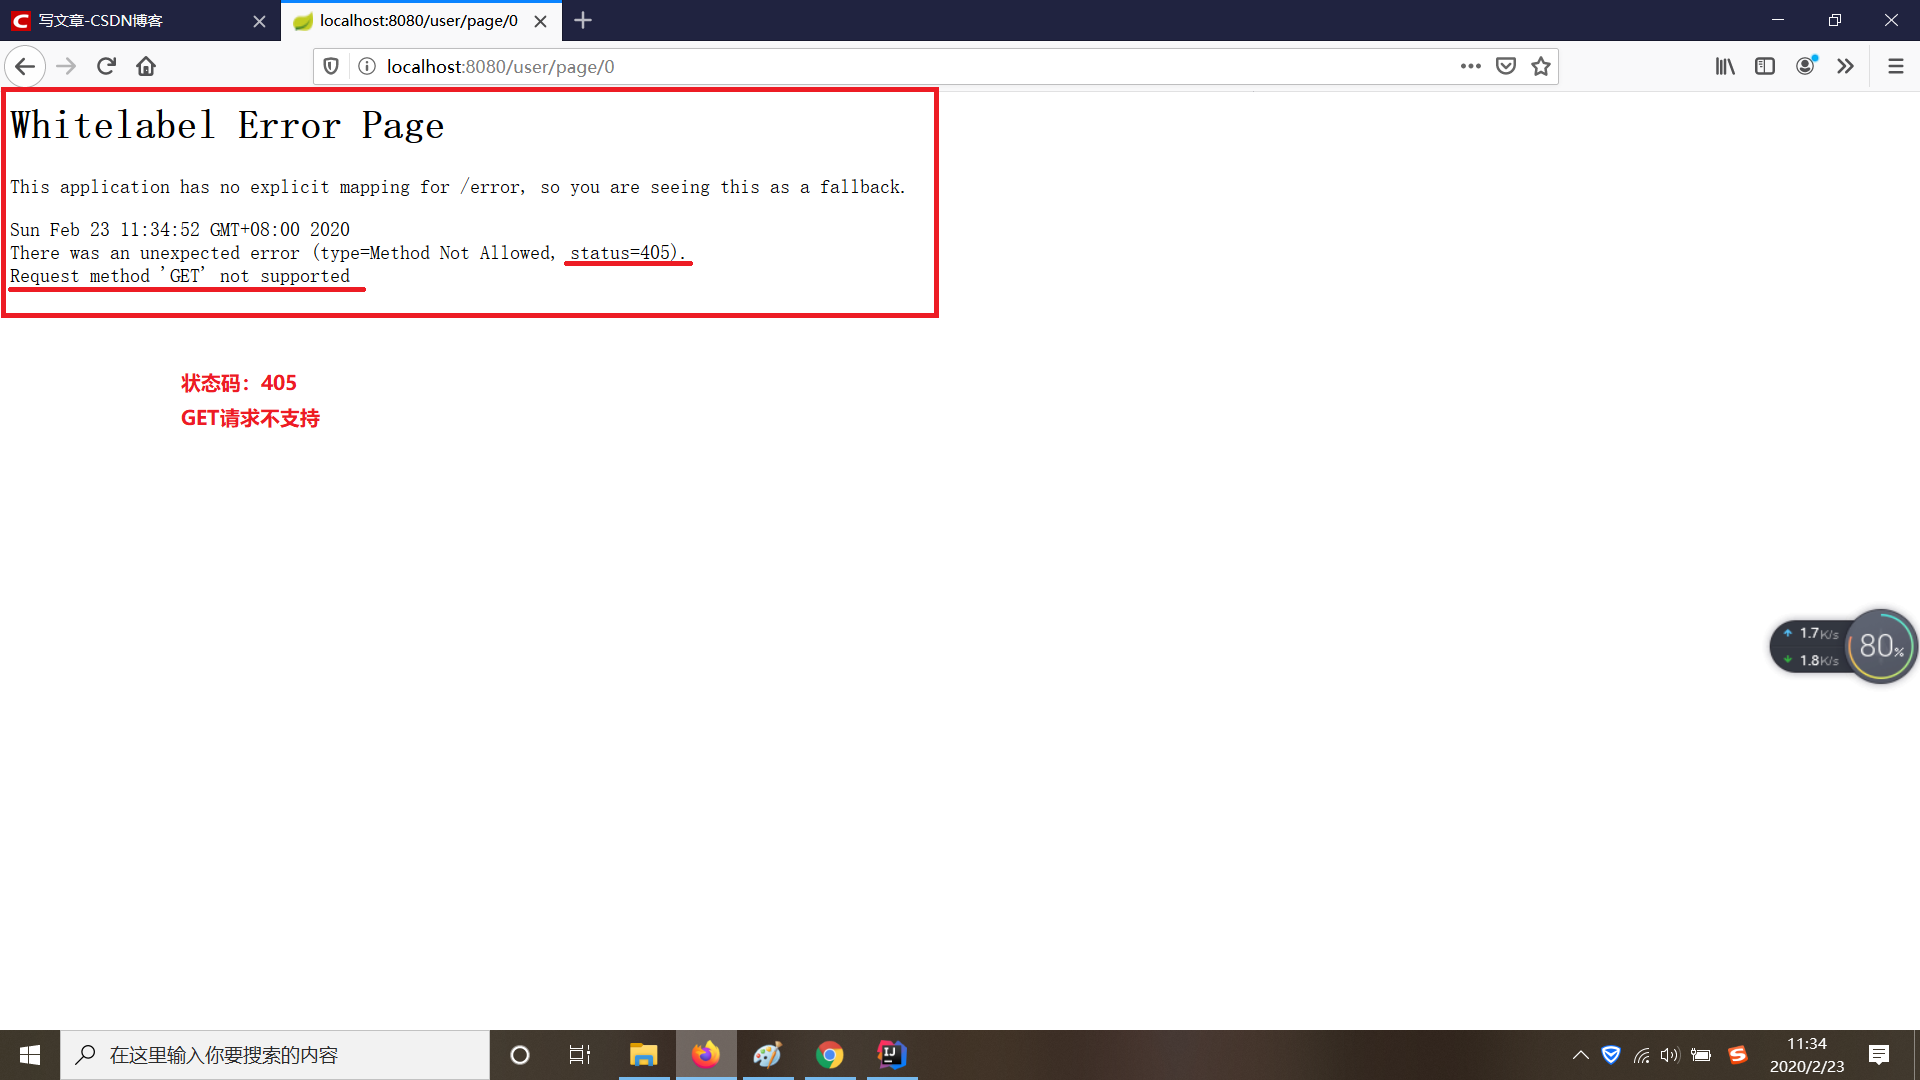 写文章-CSDN博客
localhost:8080/user/page/0
localhost:8080/user/page/0
Whitelabel Error Page
This application has no explicit mapping for /error, so you are seeing this as a fallback.
Sun Feb 23 11:34:52 GMT+08:00 2020
There was an unexpected error (type=Method Not Allowed, status=405).
Request method 'GET' not supported
状态码：405
GET请求不支持
1.7K/s
1.8K/s
80%
在这里输入你要搜索的内容
11:34
2020/2/23